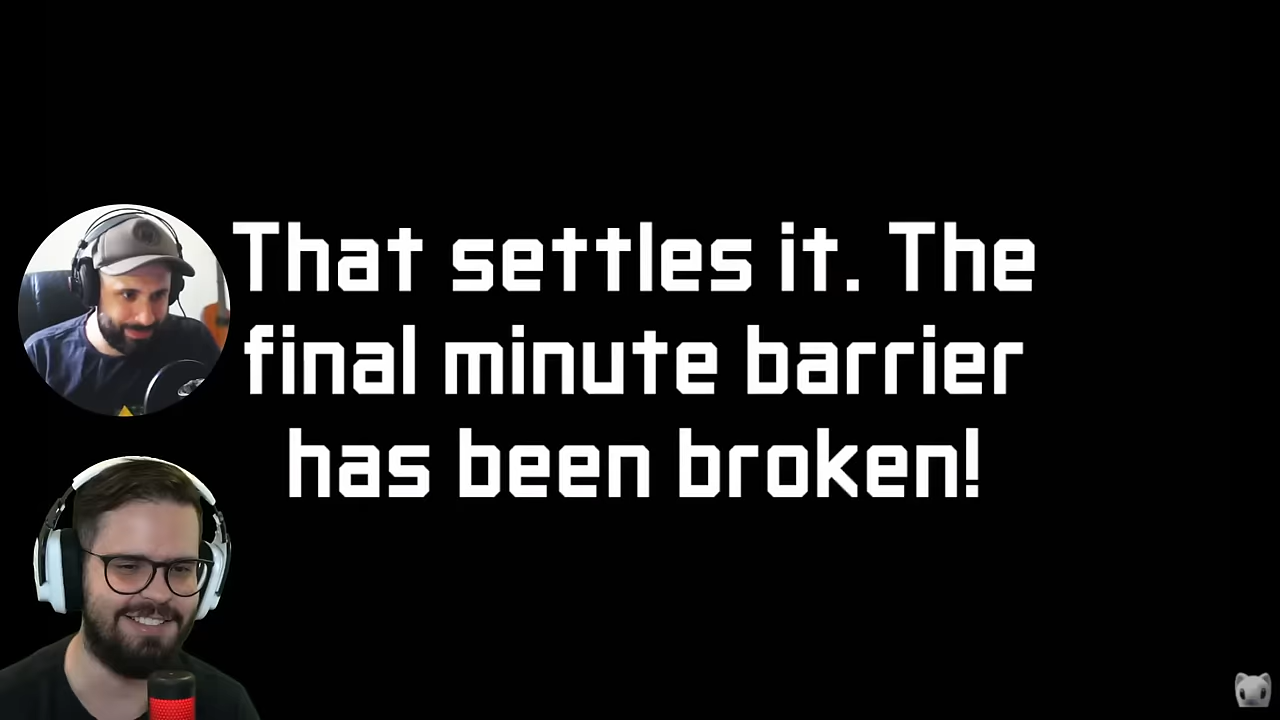 That settles it. The
final minute barrier
has been broken!